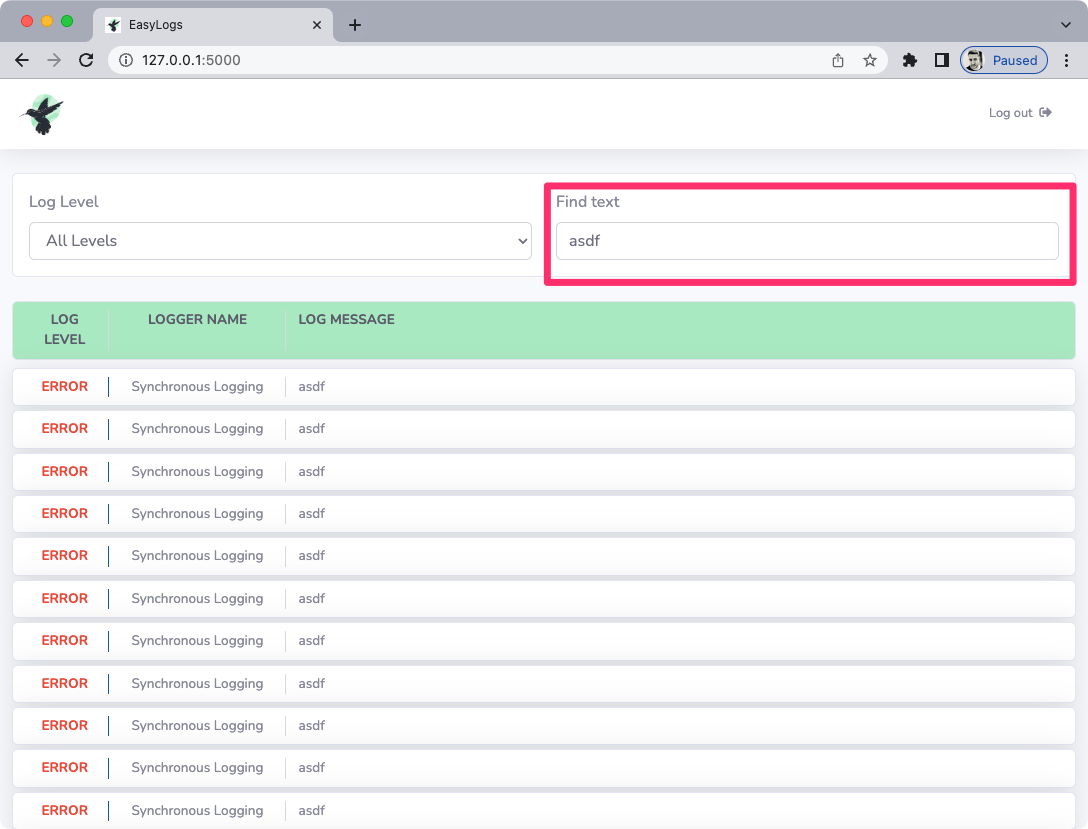 EasyLogs
127.0.0.1:5000
Paused
Log out
Log Level
Find text
All Levels
asdf
LOG LEVEL
LOGGER NAME
LOG MESSAGE
ERROR Synchronous Logging asdf
ERROR Synchronous Logging asdf
ERROR Synchronous Logging asdf
ERROR Synchronous Logging asdf
ERROR Synchronous Logging asdf
ERROR Synchronous Logging asdf
ERROR Synchronous Logging asdf
ERROR Synchronous Logging asdf
ERROR Synchronous Logging asdf
ERROR Synchronous Logging asdf
ERROR Synchronous Logging asdf